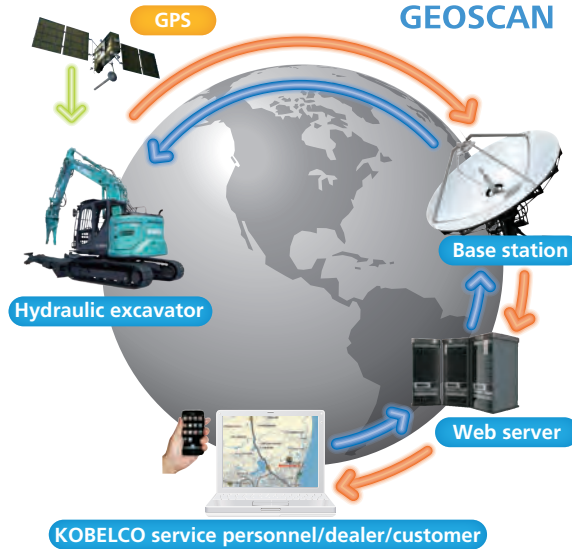 GEOSCAN
GPS
Base station
Hydraulic excavator
Web server
KOBELCO service personnel/dealer/customer